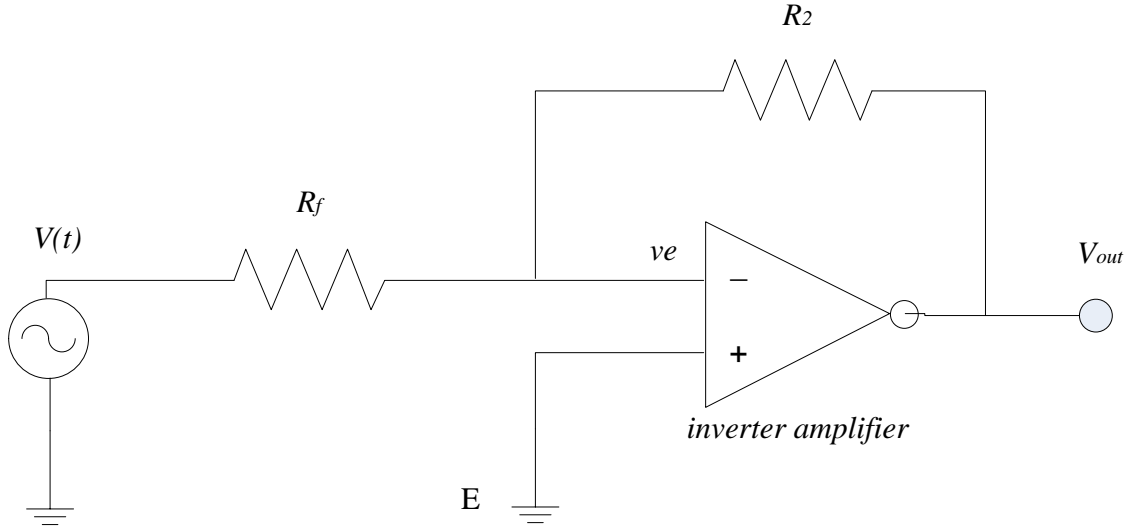 R2
Rf
V(t)
ve
Vout
−
+
inverter amplifier
E